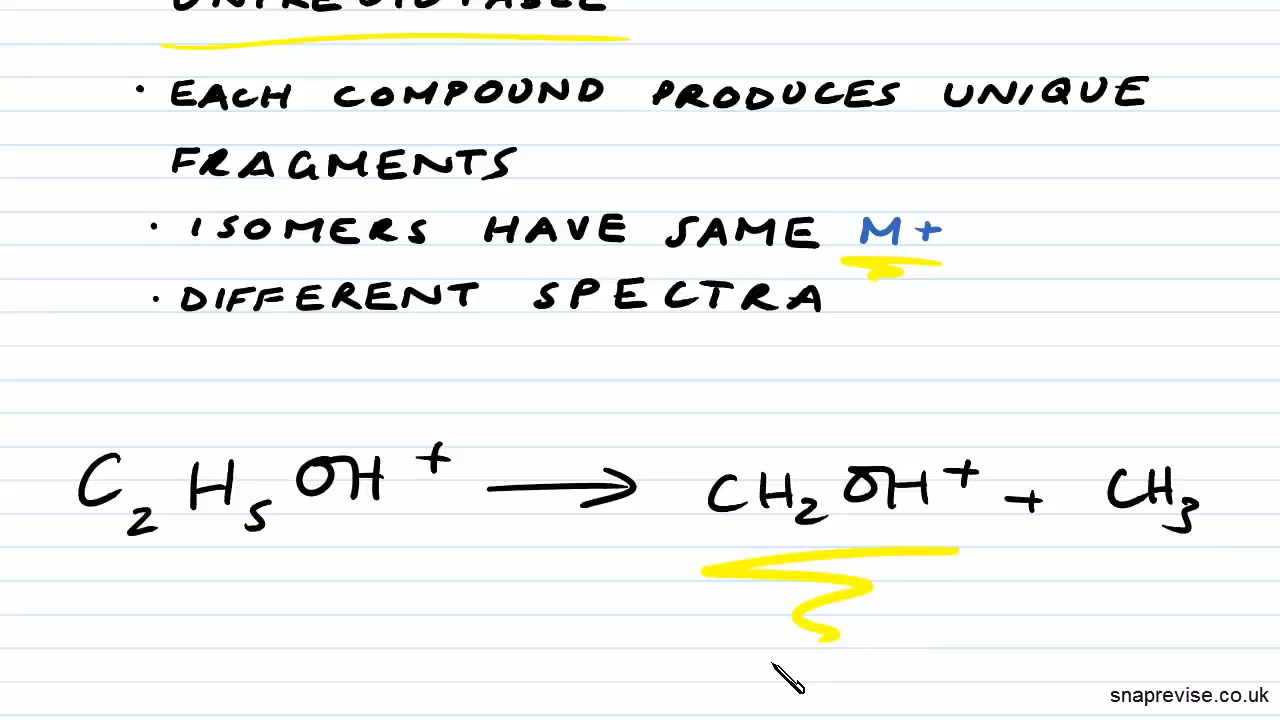 · EACH COMPOUND PRODUCES UNIQUE
FRAGMENTS
· ISOMERS HAVE SAME M+
· DIFFERENT SPECTRA
C₂H₅OH⁺ → CH₂OH⁺ + CH₃
snaprevise.co.uk